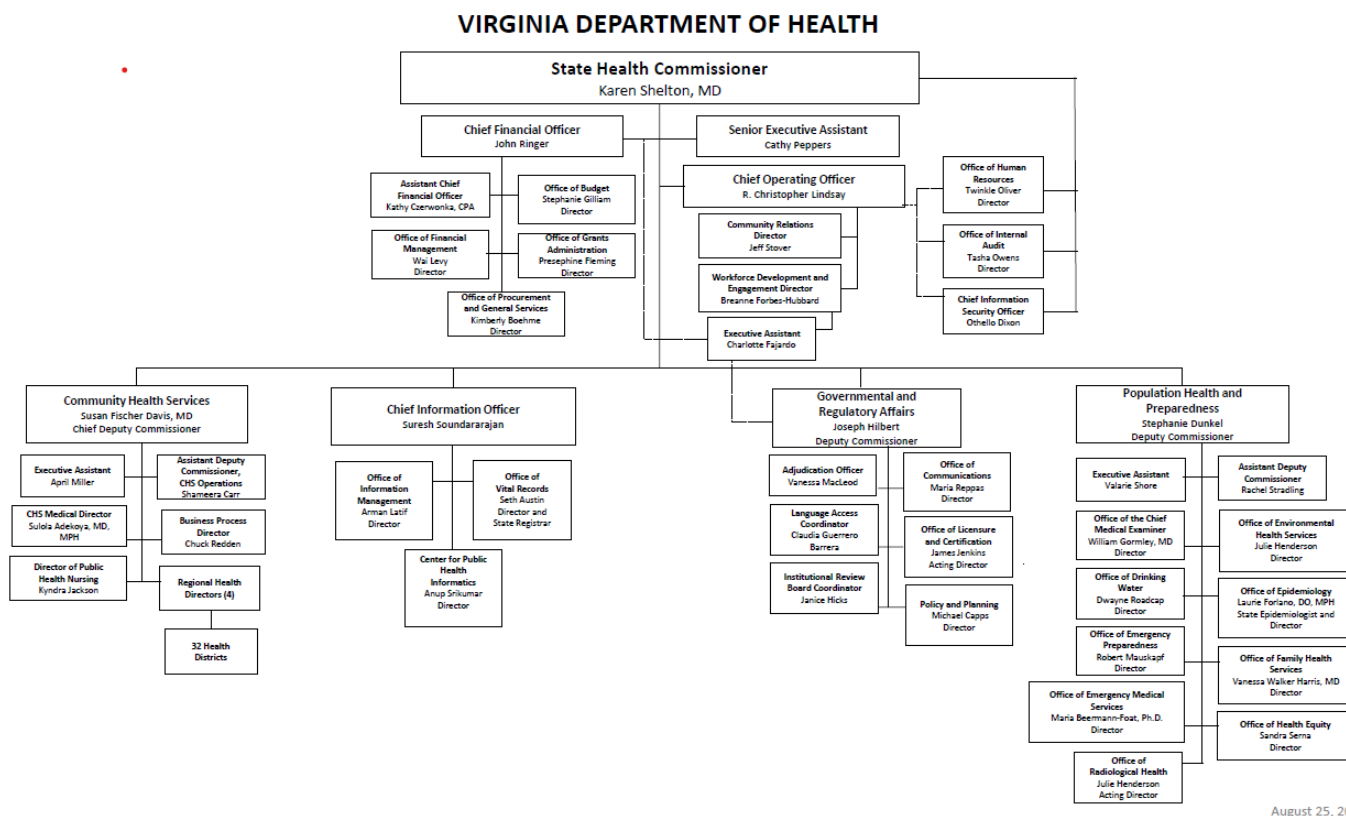 VIRGINIA DEPARTMENT OF HEALTH
State Health Commissioner
Karen Shelton, MD
Chief Financial Officer
John Ringer
Senior Executive Assistant
Cathy Peppers
Assistant Chief
Financial Officer
Kathy Czerwonka, CPA
Office of Budget
Stephanie Gilliam
Director
Office of Financial
Management
Wai Levy
Director
Office of Grants
Administration
Presephine Fleming
Director
Office of Procurement
and General Services
Kimberly Boehme
Director
Chief Operating Officer
R. Christopher Lindsay
Community Relations
Director
Jeff Stover
Workforce Development and
Engagement Director
Breanne Forbes-Hubbard
Executive Assistant
Charlotte Fajardo
Office of Human
Resources
Twinkle Oliver
Director
Office of Internal
Audit
Tasha Owens
Director
Chief Information
Security Officer
Othello Dixon
Community Health Services
Susan Fischer Davis, MD
Chief Deputy Commissioner
Executive Assistant
April Miller
Assistant Deputy
Commissioner,
CHS Operations
Shameera Carr
CHS Medical Director
Sulola Adekoya, MD,
MPH
Business Process
Director
Chuck Redden
Director of Public
Health Nursing
Kyndra Jackson
Regional Health
Directors (4)
32 Health
Districts
Chief Information Officer
Suresh Soundararajan
Office of
Information
Management
Arman Latif
Director
Office of
Vital Records
Seth Austin
Director and
State Registrar
Center for Public
Health
Informatics
Anup Srikumar
Director
Governmental and
Regulatory Affairs
Joseph Hilbert
Deputy Commissioner
Adjudication Officer
Vanessa MacLeod
Office of
Communications
Maria Reppas
Director
Language Access
Coordinator
Claudia Guerrero
Barrera
Office of Licensure
and Certification
James Jenkins
Acting Director
Institutional Review
Board Coordinator
Janice Hicks
Policy and Planning
Michael Capps
Director
Population Health and
Preparedness
Stephanie Dunkel
Deputy Commissioner
Executive Assistant
Valarie Shore
Assistant Deputy
Commissioner
Rachel Stradling
Office of the Chief
Medical Examiner
William Gormley, MD
Director
Office of Environmental
Health Services
Julie Henderson
Director
Office of Drinking
Water
Dwayne Roadcap
Director
Office of Epidemiology
Laurie Forlano, DO, MPH
State Epidemiologist and
Director
Office of Emergency
Preparedness
Robert Mauskapf
Director
Office of Family Health
Services
Vanessa Walker Harris, MD
Director
Office of Emergency Medical
Services
Maria Beermann-Foat, Ph.D.
Director
Office of Health Equity
Sandra Serna
Director
Office of
Radiological Health
Julie Henderson
Acting Director
August 25, 20